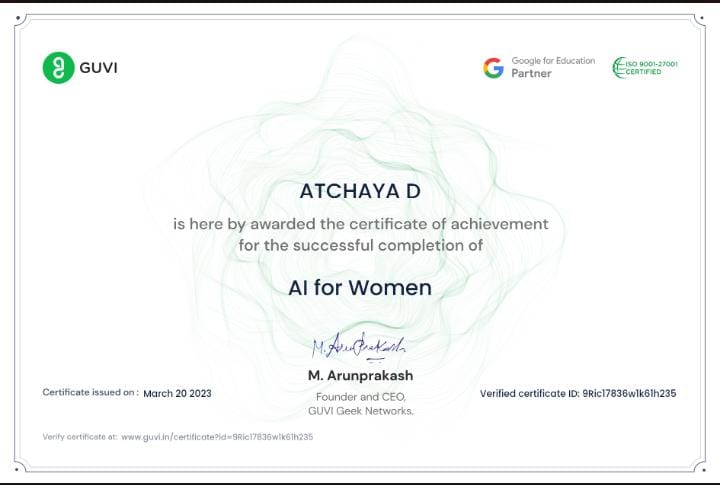 GUVI
Google for Education
Partner
ISO 9001-27001
CERTIFIED
ATCHAYA D
is here by awarded the certificate of achievement
for the successful completion of
AI for Women
M. Arunprakash
M. Arunprakash
Founder and CEO,
GUVI Geek Networks.
Certificate issued on : March 20 2023
Verified certificate ID: 9Ric17836w1k61h235
Verify certificate at: www.guvi.in/certificate?id=9Ric17836w1k61h235